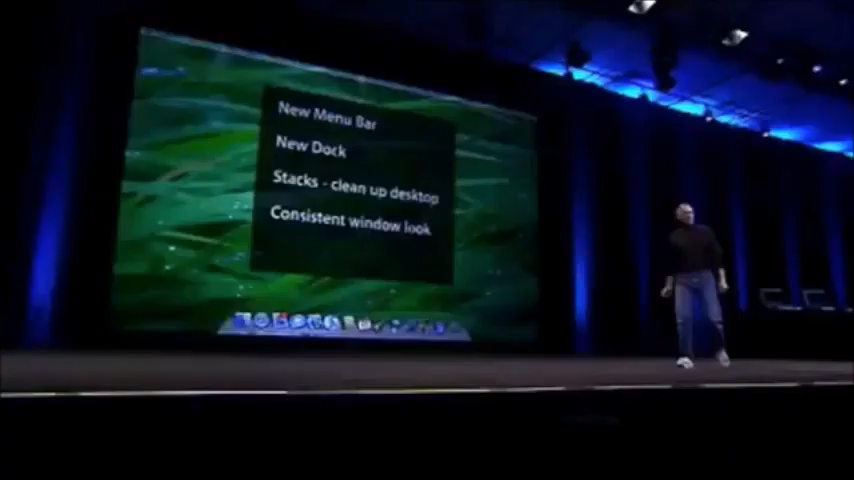 New Menu Bar
New Dock
Stacks - clean up desktop
Consistent window look